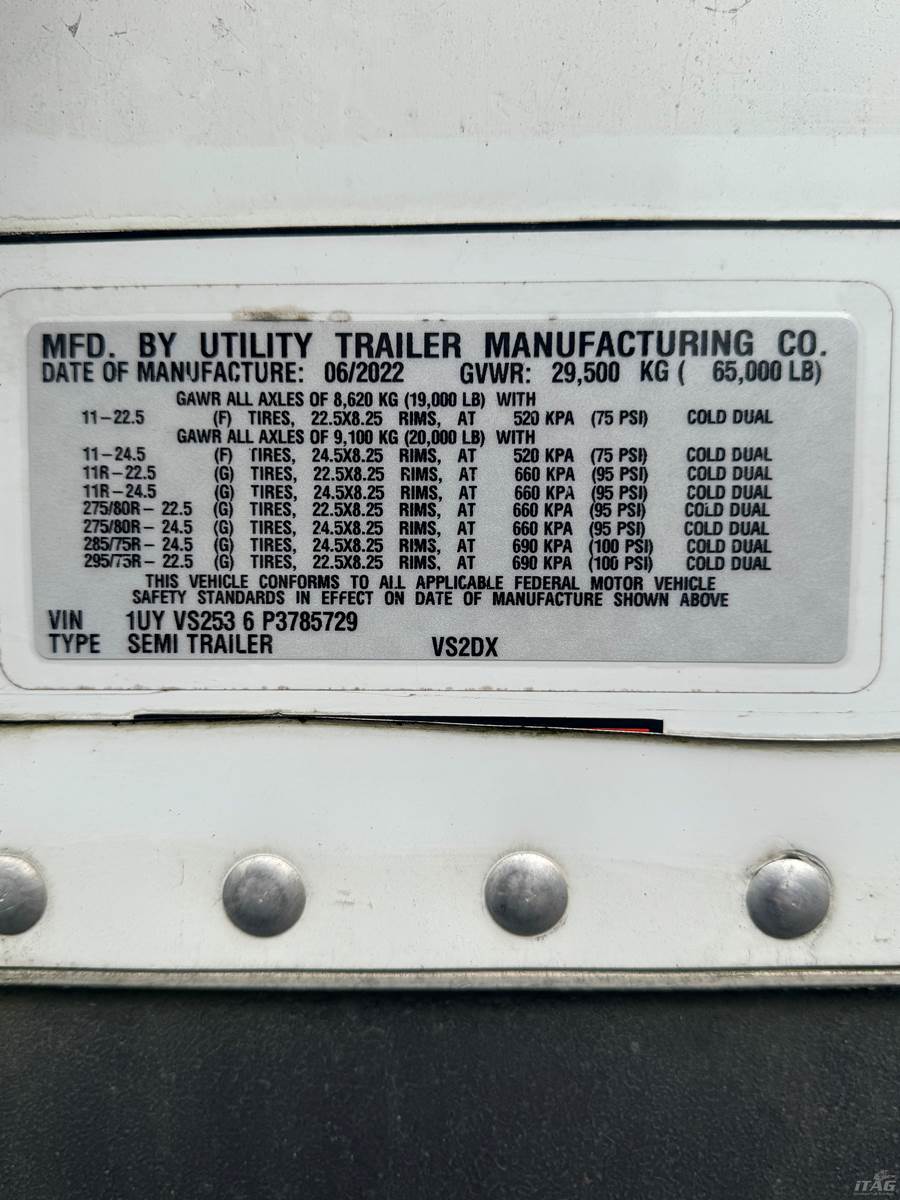 MFD. BY UTILITY TRAILER MANUFACTURING CO.
DATE OF MANUFACTURE: 06/2022 GVWR: 29,500 KG ( 65,000 LB)
GAWR ALL AXLES OF 8,620 KG (19,000 LB) WITH
11-22.5 (F) TIRES, 22.5X8.25 RIMS, AT 520 KPA (75 PSI) COLD DUAL
GAWR ALL AXLES OF 9,100 KG (20,000 LB) WITH
11-24.5 (F) TIRES, 24.5X8.25 RIMS, AT 520 KPA (75 PSI) COLD DUAL
11R-22.5 (G) TIRES, 22.5X8.25 RIMS, AT 660 KPA (95 PSI) COLD DUAL
11R-24.5 (G) TIRES, 24.5X8.25 RIMS, AT 660 KPA (95 PSI) COLD DUAL
275/80R- 22.5 (G) TIRES, 22.5X8.25 RIMS, AT 660 KPA (95 PSI) COLD DUAL
275/80R- 24.5 (G) TIRES, 24.5X8.25 RIMS, AT 660 KPA (95 PSI) COLD DUAL
285/75R- 24.5 (G) TIRES, 24.5X8.25 RIMS, AT 690 KPA (100 PSI) COLD DUAL
295/75R- 22.5 (G) TIRES, 22.5X8.25 RIMS, AT 690 KPA (100 PSI) COLD DUAL
THIS VEHICLE CONFORMS TO ALL APPLICABLE FEDERAL MOTOR VEHICLE
SAFETY STANDARDS IN EFFECT ON DATE OF MANUFACTURE SHOWN ABOVE
VIN 1UY VS253 6 P3785729
TYPE SEMI TRAILER VS2DX
ITAG